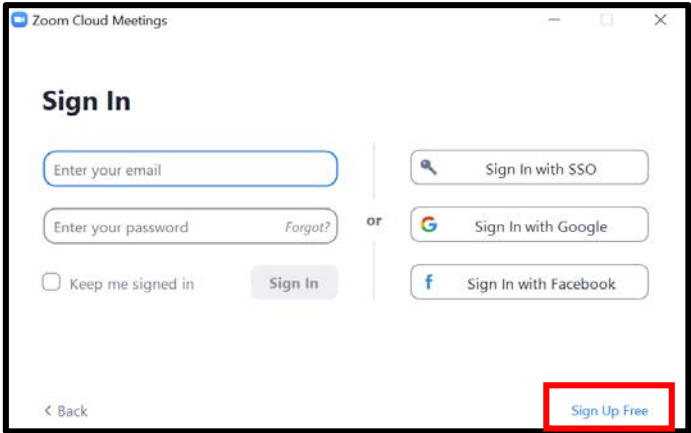 Zoom Cloud Meetings
Sign In
Enter your email
Enter your password Forgot?
Keep me signed in Sign In
or
Sign In with SSO
Sign In with Google
Sign In with Facebook
< Back
Sign Up Free